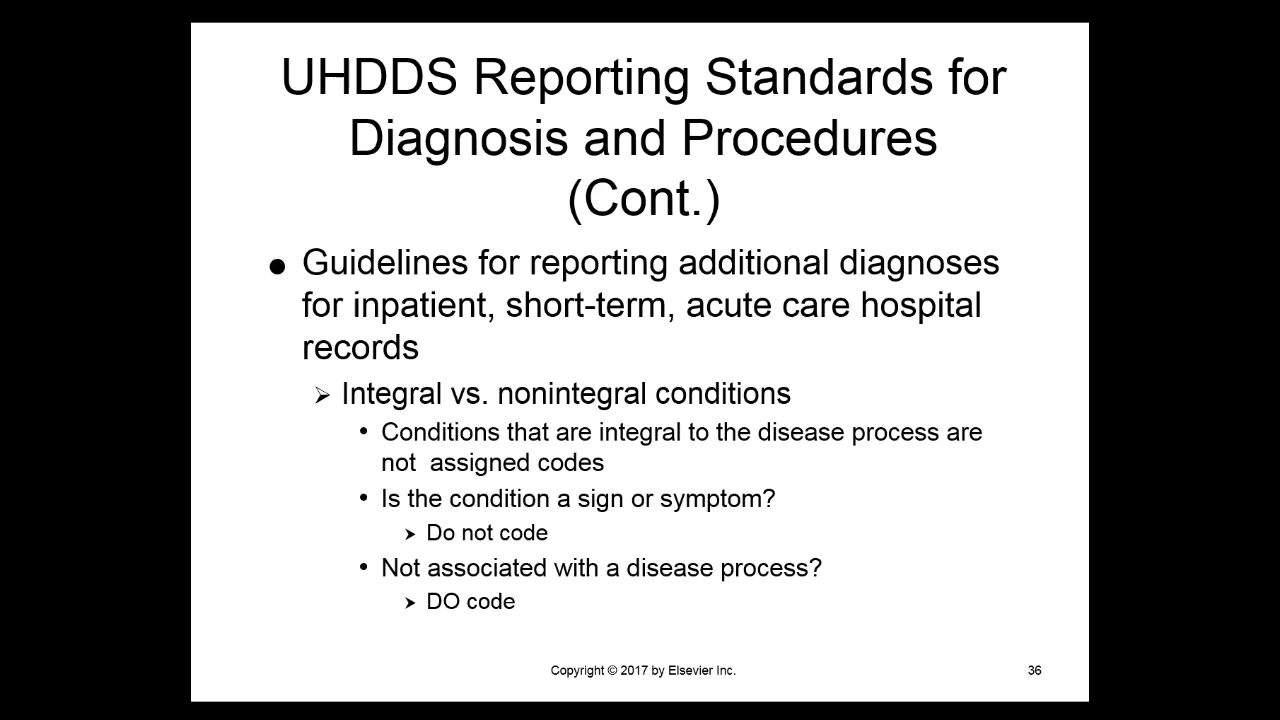 UHDDS Reporting Standards for
Diagnosis and Procedures
(Cont.)
● Guidelines for reporting additional diagnoses
for inpatient, short-term, acute care hospital
records
➢ Integral vs. nonintegral conditions
• Conditions that are integral to the disease process are
not  assigned codes
• Is the condition a sign or symptom?
➤ Do not code
• Not associated with a disease process?
➤ DO code
Copyright © 2017 by Elsevier Inc.
36